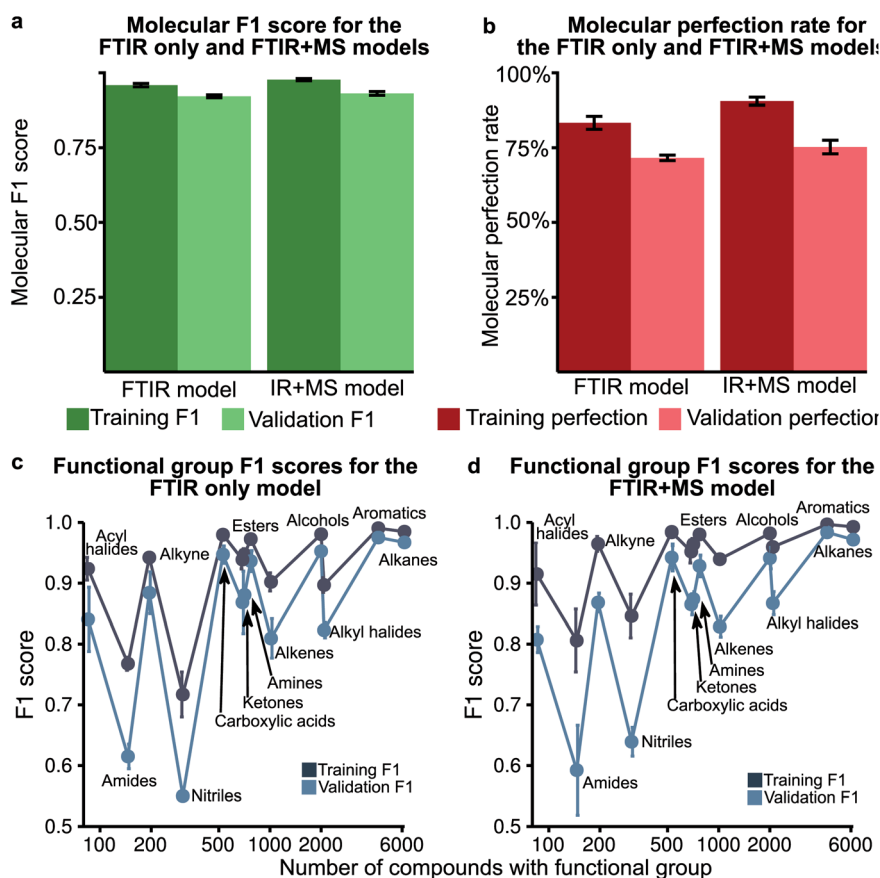 a
Molecular F1 score for the
FTIR only and FTIR+MS models
Molecular F1 score
0.75
0.50
0.25
FTIR model
IR+MS model
Training F1
Validation F1
b
Molecular perfection rate for
the FTIR only and FTIR+MS models
Molecular perfection rate
100%
75%
50%
25%
FTIR model
IR+MS model
Training perfection
Validation perfection
c
Functional group F1 scores for the
FTIR only model
F1 score
1.0
0.9
0.8
0.7
0.6
0.5
Acyl
halides
Alkyne
Esters
Alcohols
Aromatics
Alkanes
Alkyl halides
Alkenes
Amines
Ketones
Carboxylic acids
Amides
Nitriles
Training F1
Validation F1
100
200
500
1000
2000
6000
d
Functional group F1 scores for the
FTIR+MS model
F1 score
1.0
0.9
0.8
0.7
0.6
0.5
Acyl
halides
Alkyne
Esters
Alcohols
Aromatics
Alkanes
Alkyl halides
Alkenes
Amines
Ketones
Carboxylic acids
Nitriles
Amides
Training F1
Validation F1
100
200
500
1000
2000
6000
Number of compounds with functional group